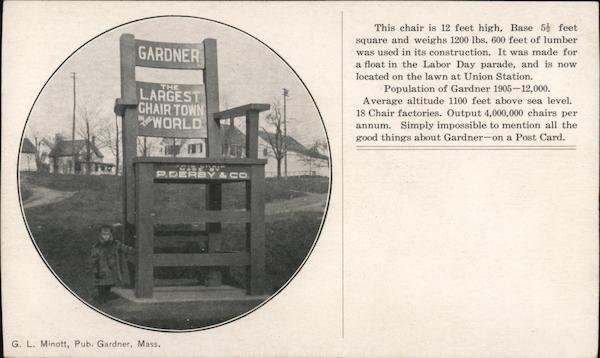 GARDNER
THE
LARGEST
CHAIR TOWN
IN THE
WORLD
MADE BY
P. DERBY & CO.
This chair is 12 feet high, Base 5½ feet
square and weighs 1200 lbs. 600 feet of lumber
was used in its construction. It was made for
a float in the Labor Day parade, and is now
located on the lawn at Union Station.
Population of Gardner 1905—12,000.
Average altitude 1100 feet above sea level.
18 Chair factories. Output 4,000,000 chairs per
annum. Simply impossible to mention all the
good things about Gardner—on a Post Card.
G. L. Minott, Pub. Gardner, Mass.